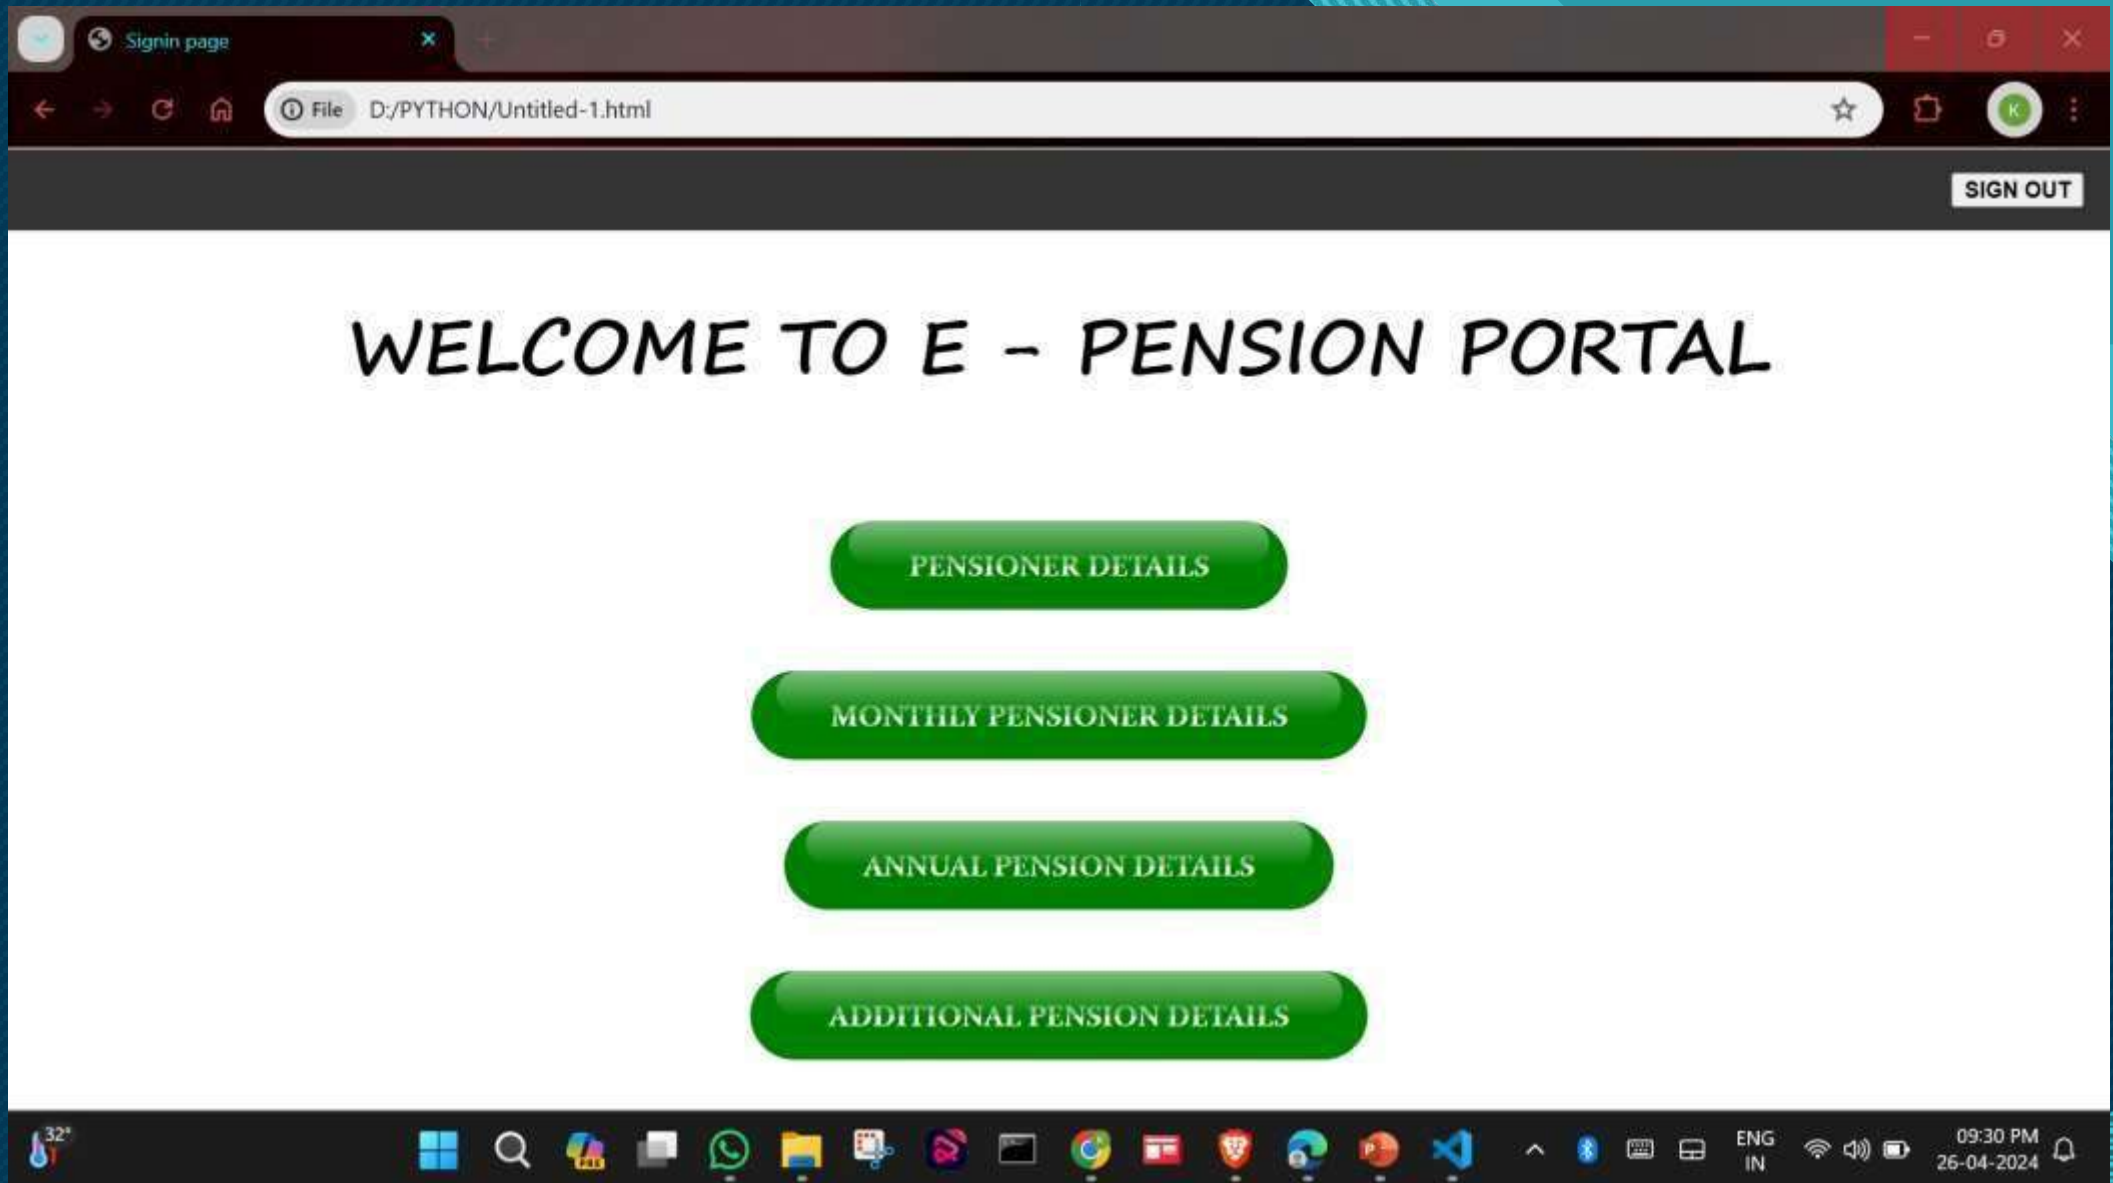 Signin page
File D:/PYTHON/Untitled-1.html
K
SIGN OUT
WELCOME TO E - PENSION PORTAL
PENSIONER DETAILS
MONTHLY PENSIONER DETAILS
ANNUAL PENSION DETAILS
ADDITIONAL PENSION DETAILS
32°
PRE
ENG
IN
09:30 PM
26-04-2024